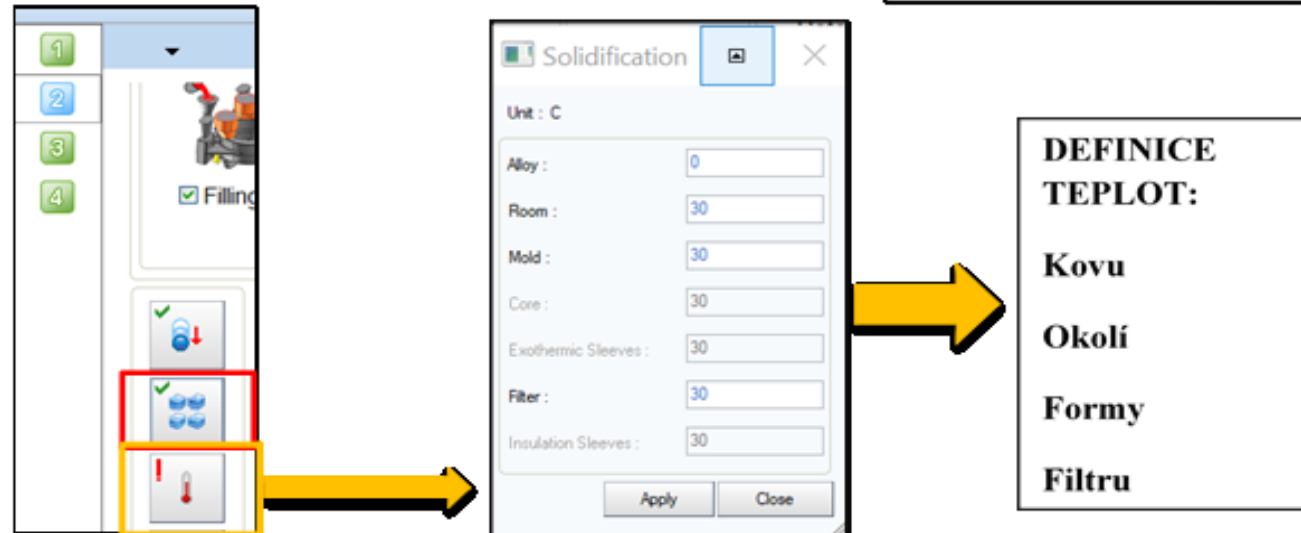 1
2
3
4
Filling
Solidification
Unit : C
Alloy : 0
Room : 30
Mold : 30
Core : 30
Exothermic Sleeves : 30
Filter : 30
Insulation Sleeves : 30
Apply Close
DEFINICE
TEPLOT:
Kovu
Okolí
Formy
Filtru